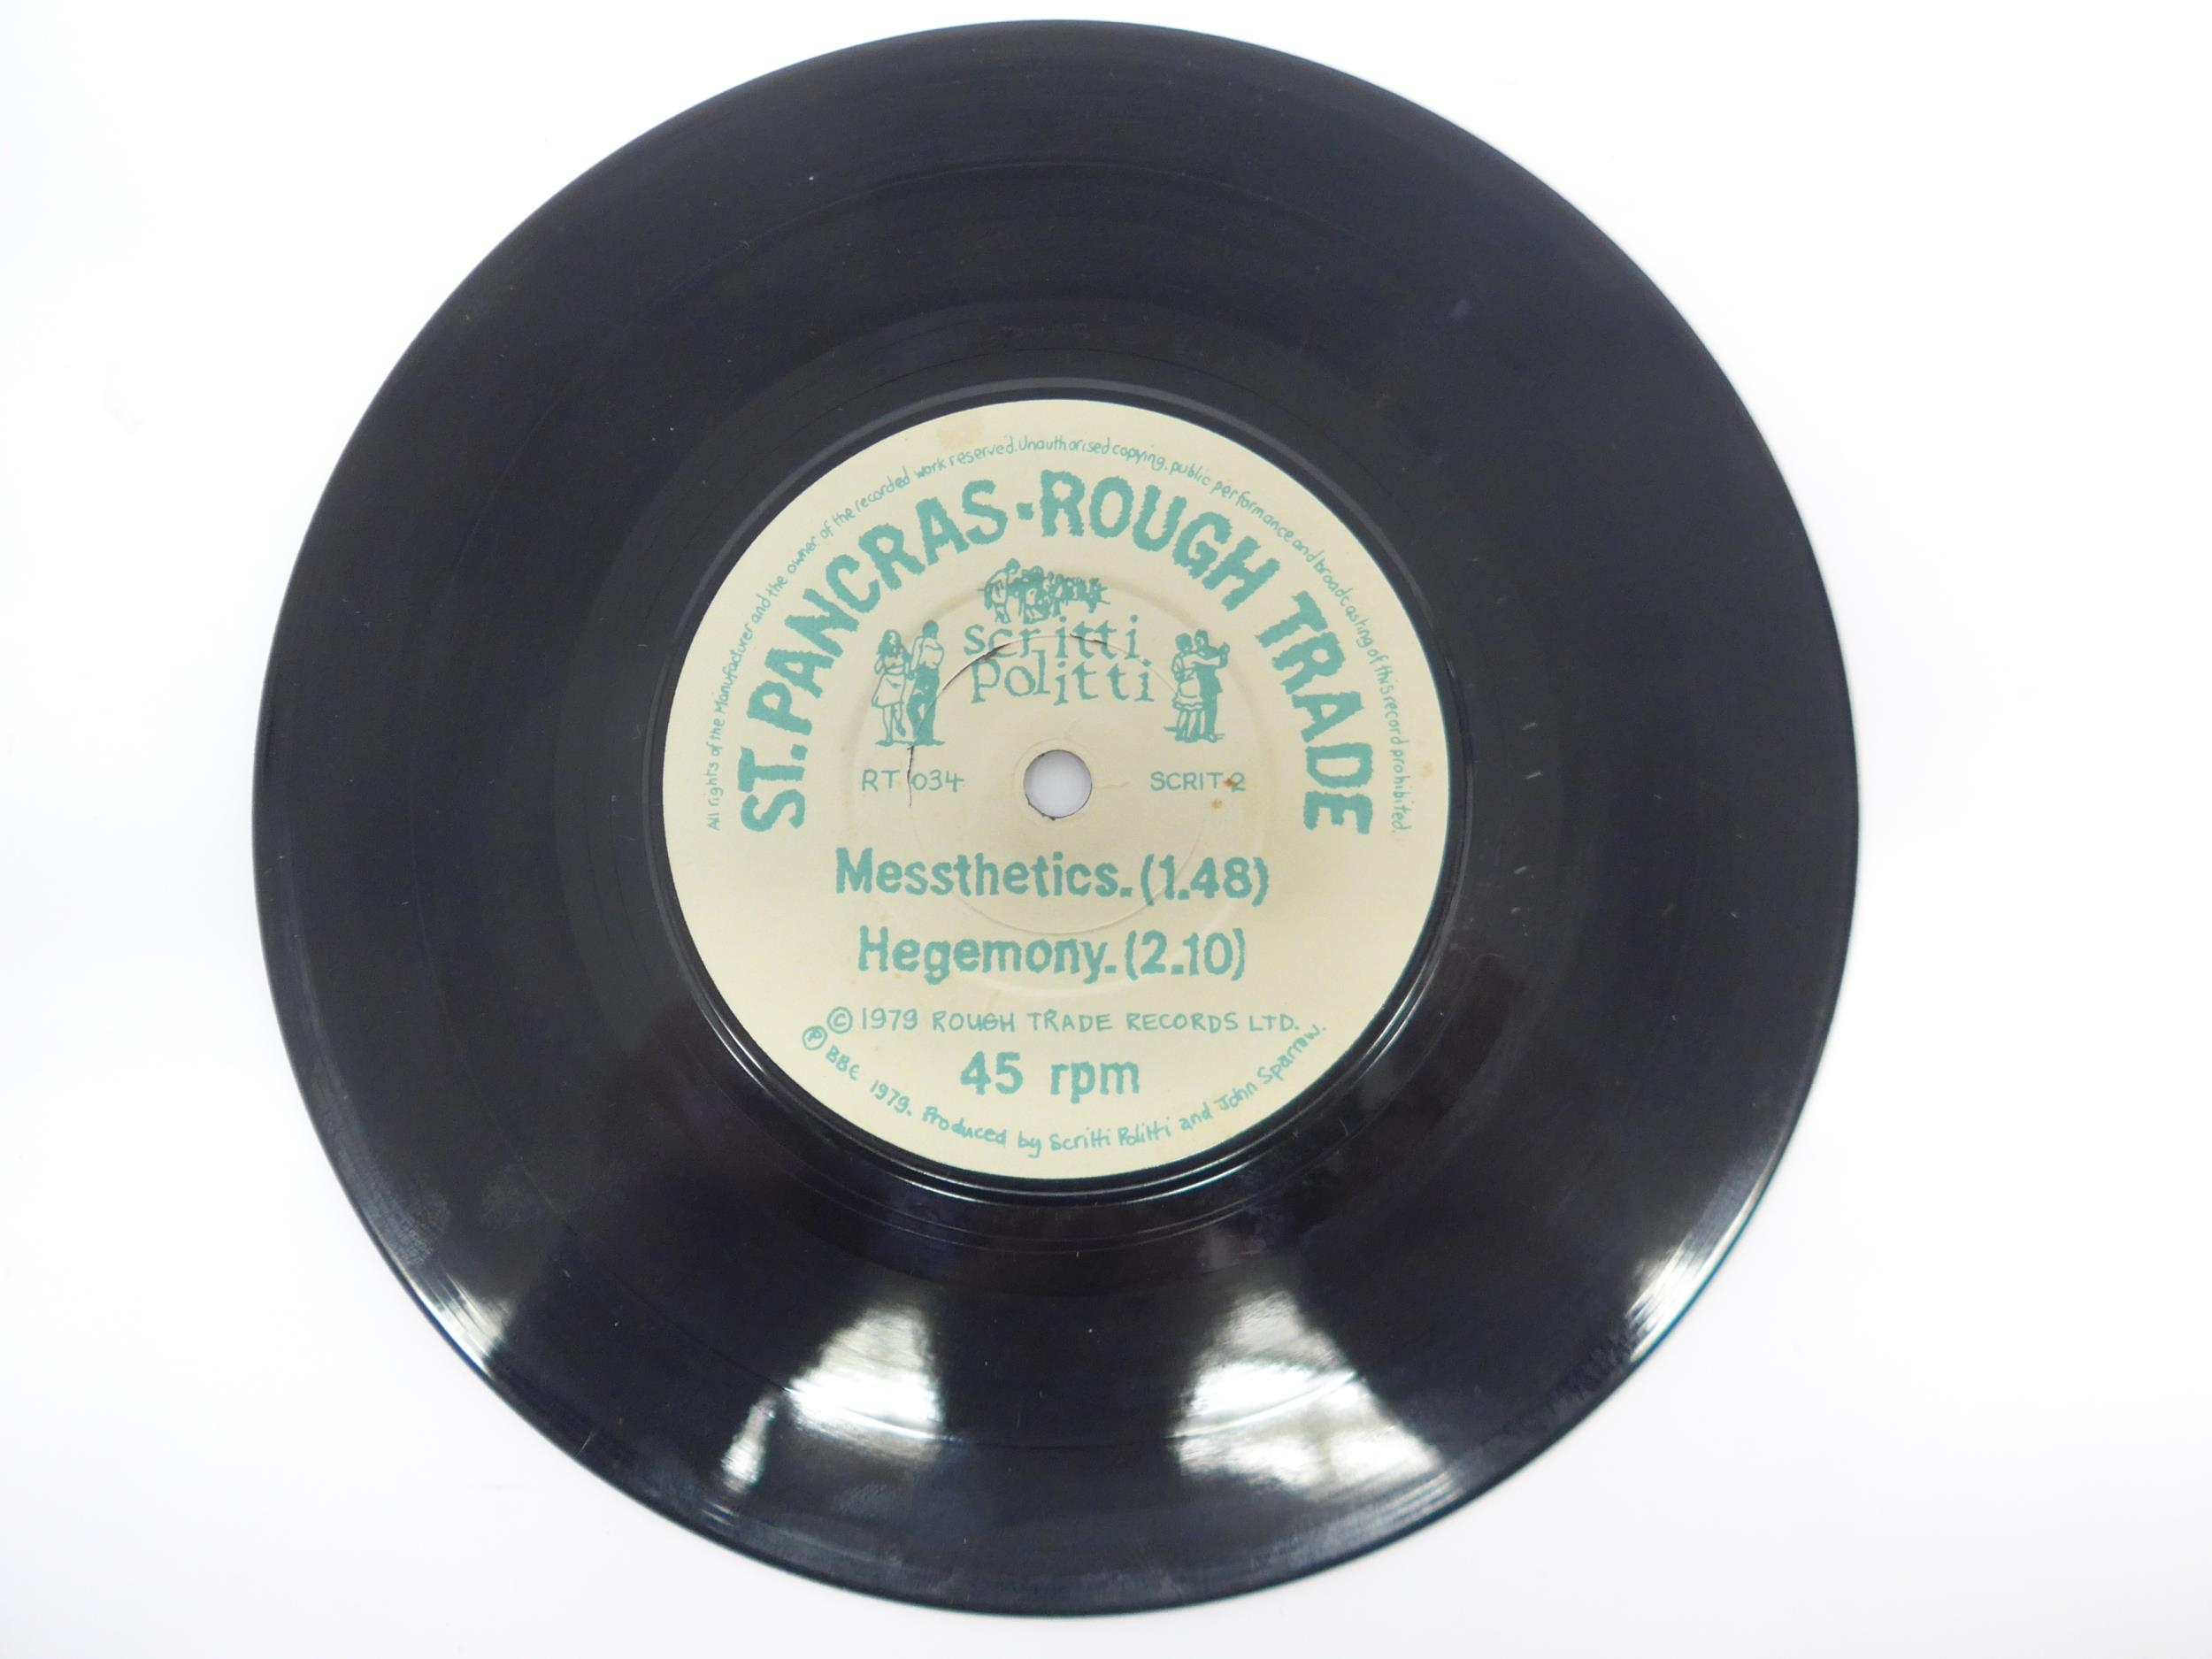 All rights of the Manufacturer and the owner of the recorded work reserved. Unauthorised copying, public performance and broadcasting of this record prohibited.
ST. PANCRAS·ROUGH TRADE
scritti
politti
RT 034 SCRIT 2
Messthetics. (1.48)
Hegemony. (2.10)
© 1979 ROUGH TRADE RECORDS LTD.
45 rpm
Ⓟ BBC 1979. Produced by Scritti Politti and John Sparrow.